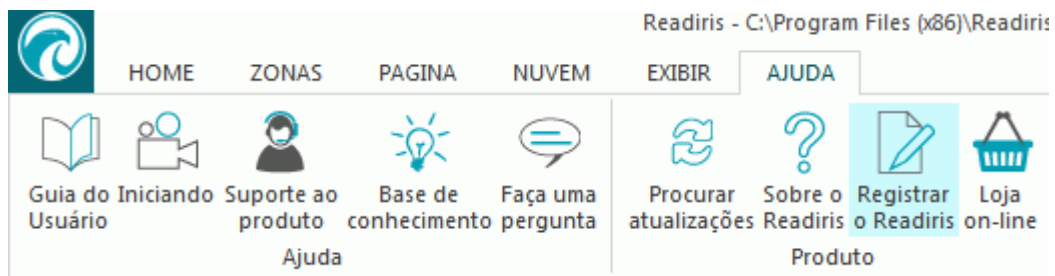 Readiris - C:\Program Files (x86)\Readiris
HOME ZONAS PAGINA NUVEM EXIBIR AJUDA
Guia do Usuário
Iniciando
Suporte ao produto
Base de conhecimento
Faça uma pergunta
Procurar atualizações
Sobre o Readiris
Registrar o Readiris
Loja on-line
Ajuda
Produto